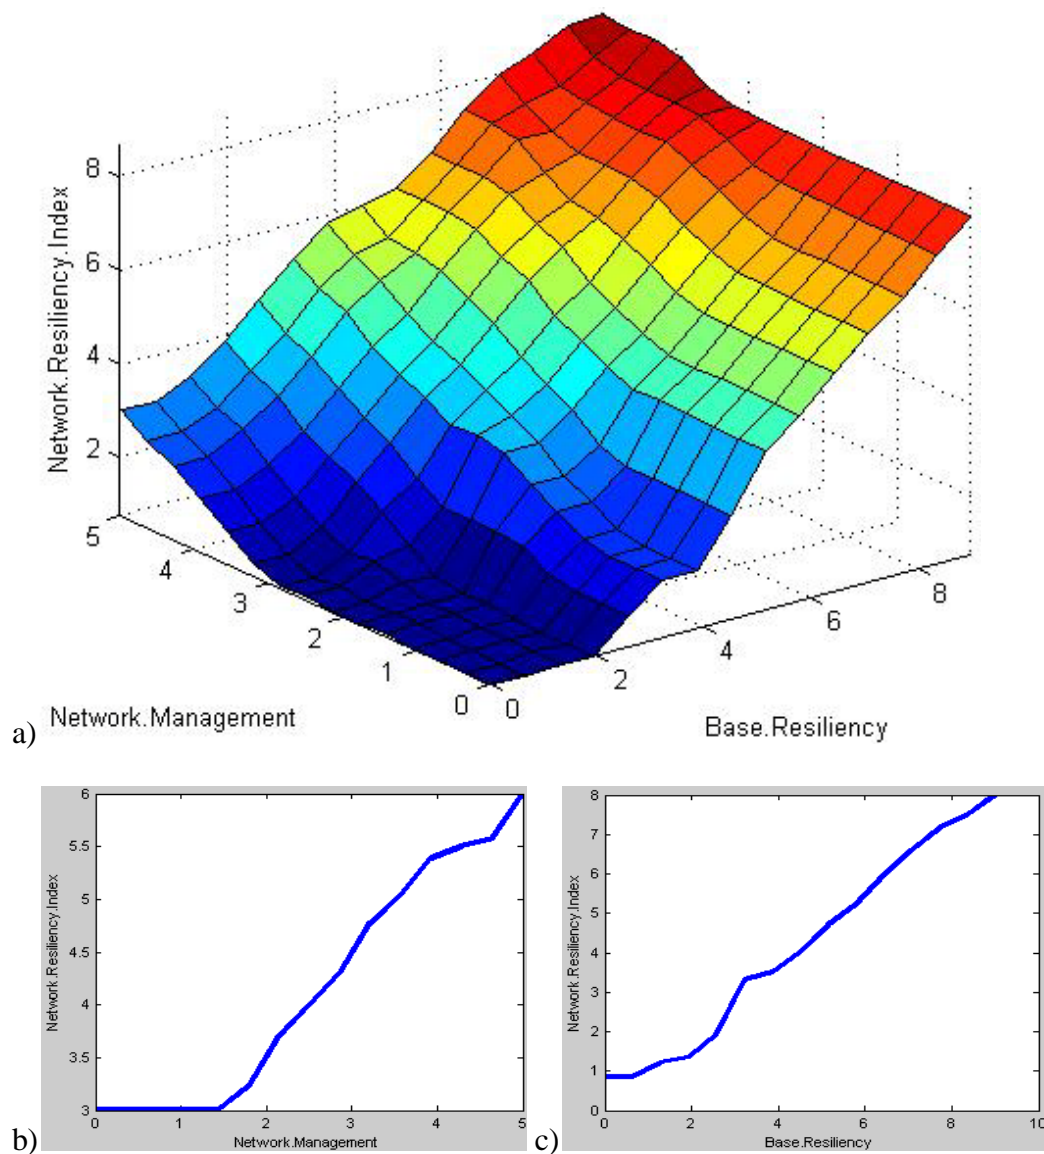 Network.Resiliency.Index
8
6
4
2
5
4
3
2
1
0
0
2
4
6
8
Network.Management
Base.Resiliency
a)
Network.Resiliency.Index
6
5.5
5
4.5
4
3.5
3
0 1 2 3 4 5
Network.Management
b)
Network.Resiliency.Index
8
7
6
5
4
3
2
1
0
0 2 4 6 8 10
Base.Resiliency
c)